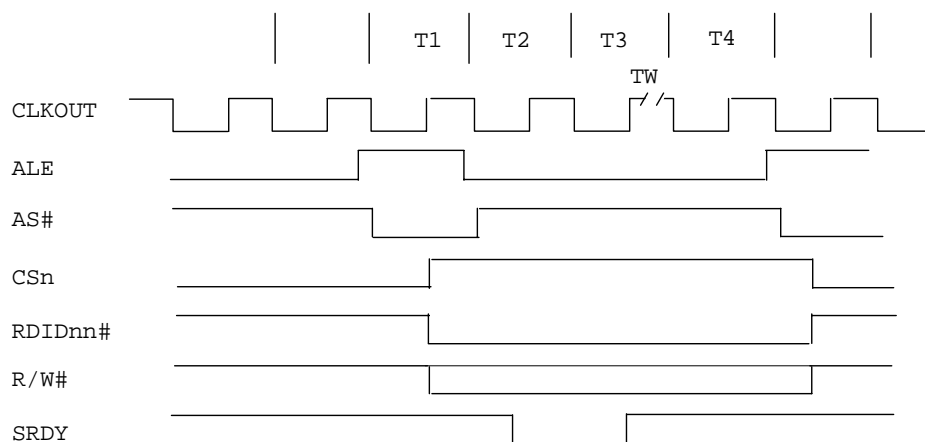 T1 T2 T3 T4
TW
CLKOUT
ALE
AS#
CSn
RDIDnn#
R/W#
SRDY